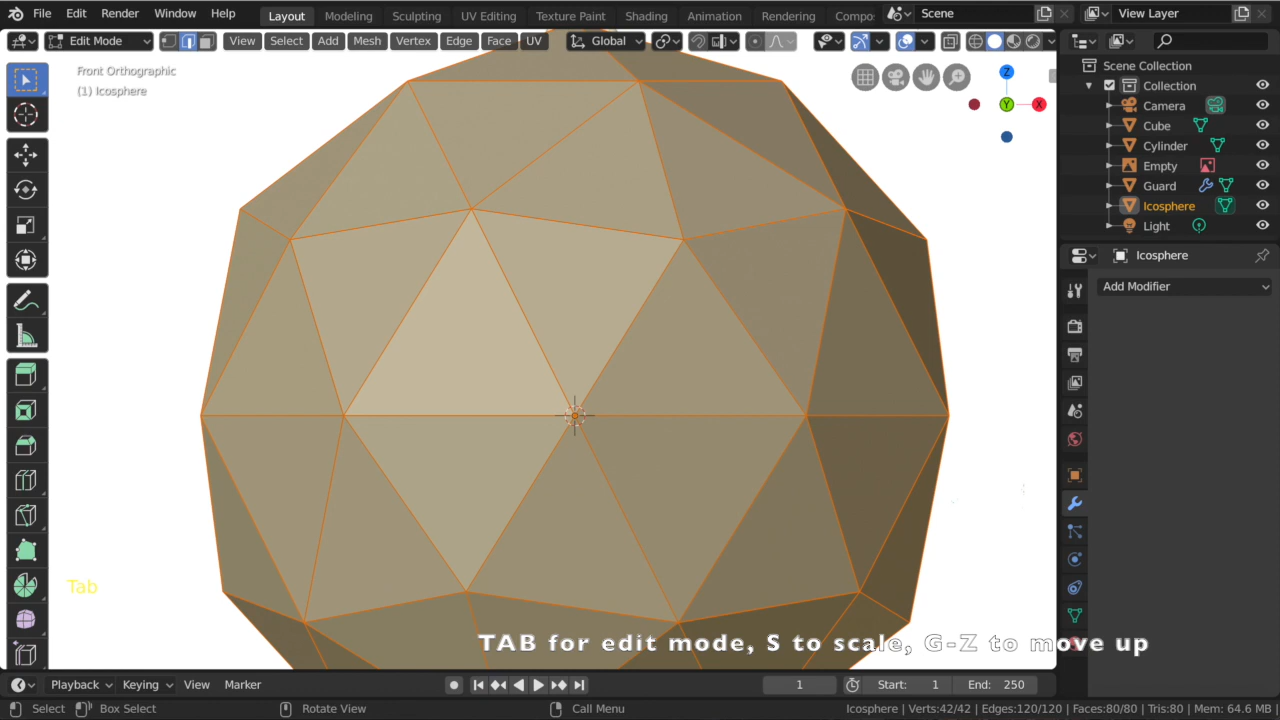 File Edit Render Window Help Layout Modeling Sculpting UV Editing Texture Paint Shading Animation Rendering Compo Scene View Layer
Edit Mode View Select Add Mesh Vertex Edge Face UV Global
Front Orthographic
(1) Icosphere
Z
Y
X
Scene Collection
Collection
Camera
Cube
Cylinder
Empty
Guard
Icosphere
Light
Icosphere
Add Modifier
Tab
TAB for edit mode, S to scale, G-Z to move up
Playback Keying View Marker 1 Start: 1 End: 250
Select Box Select Rotate View Call Menu Icosphere | Verts:42/42 | Edges:120/120 | Faces:80/80 | Tris:80 | Mem: 64.6 MB